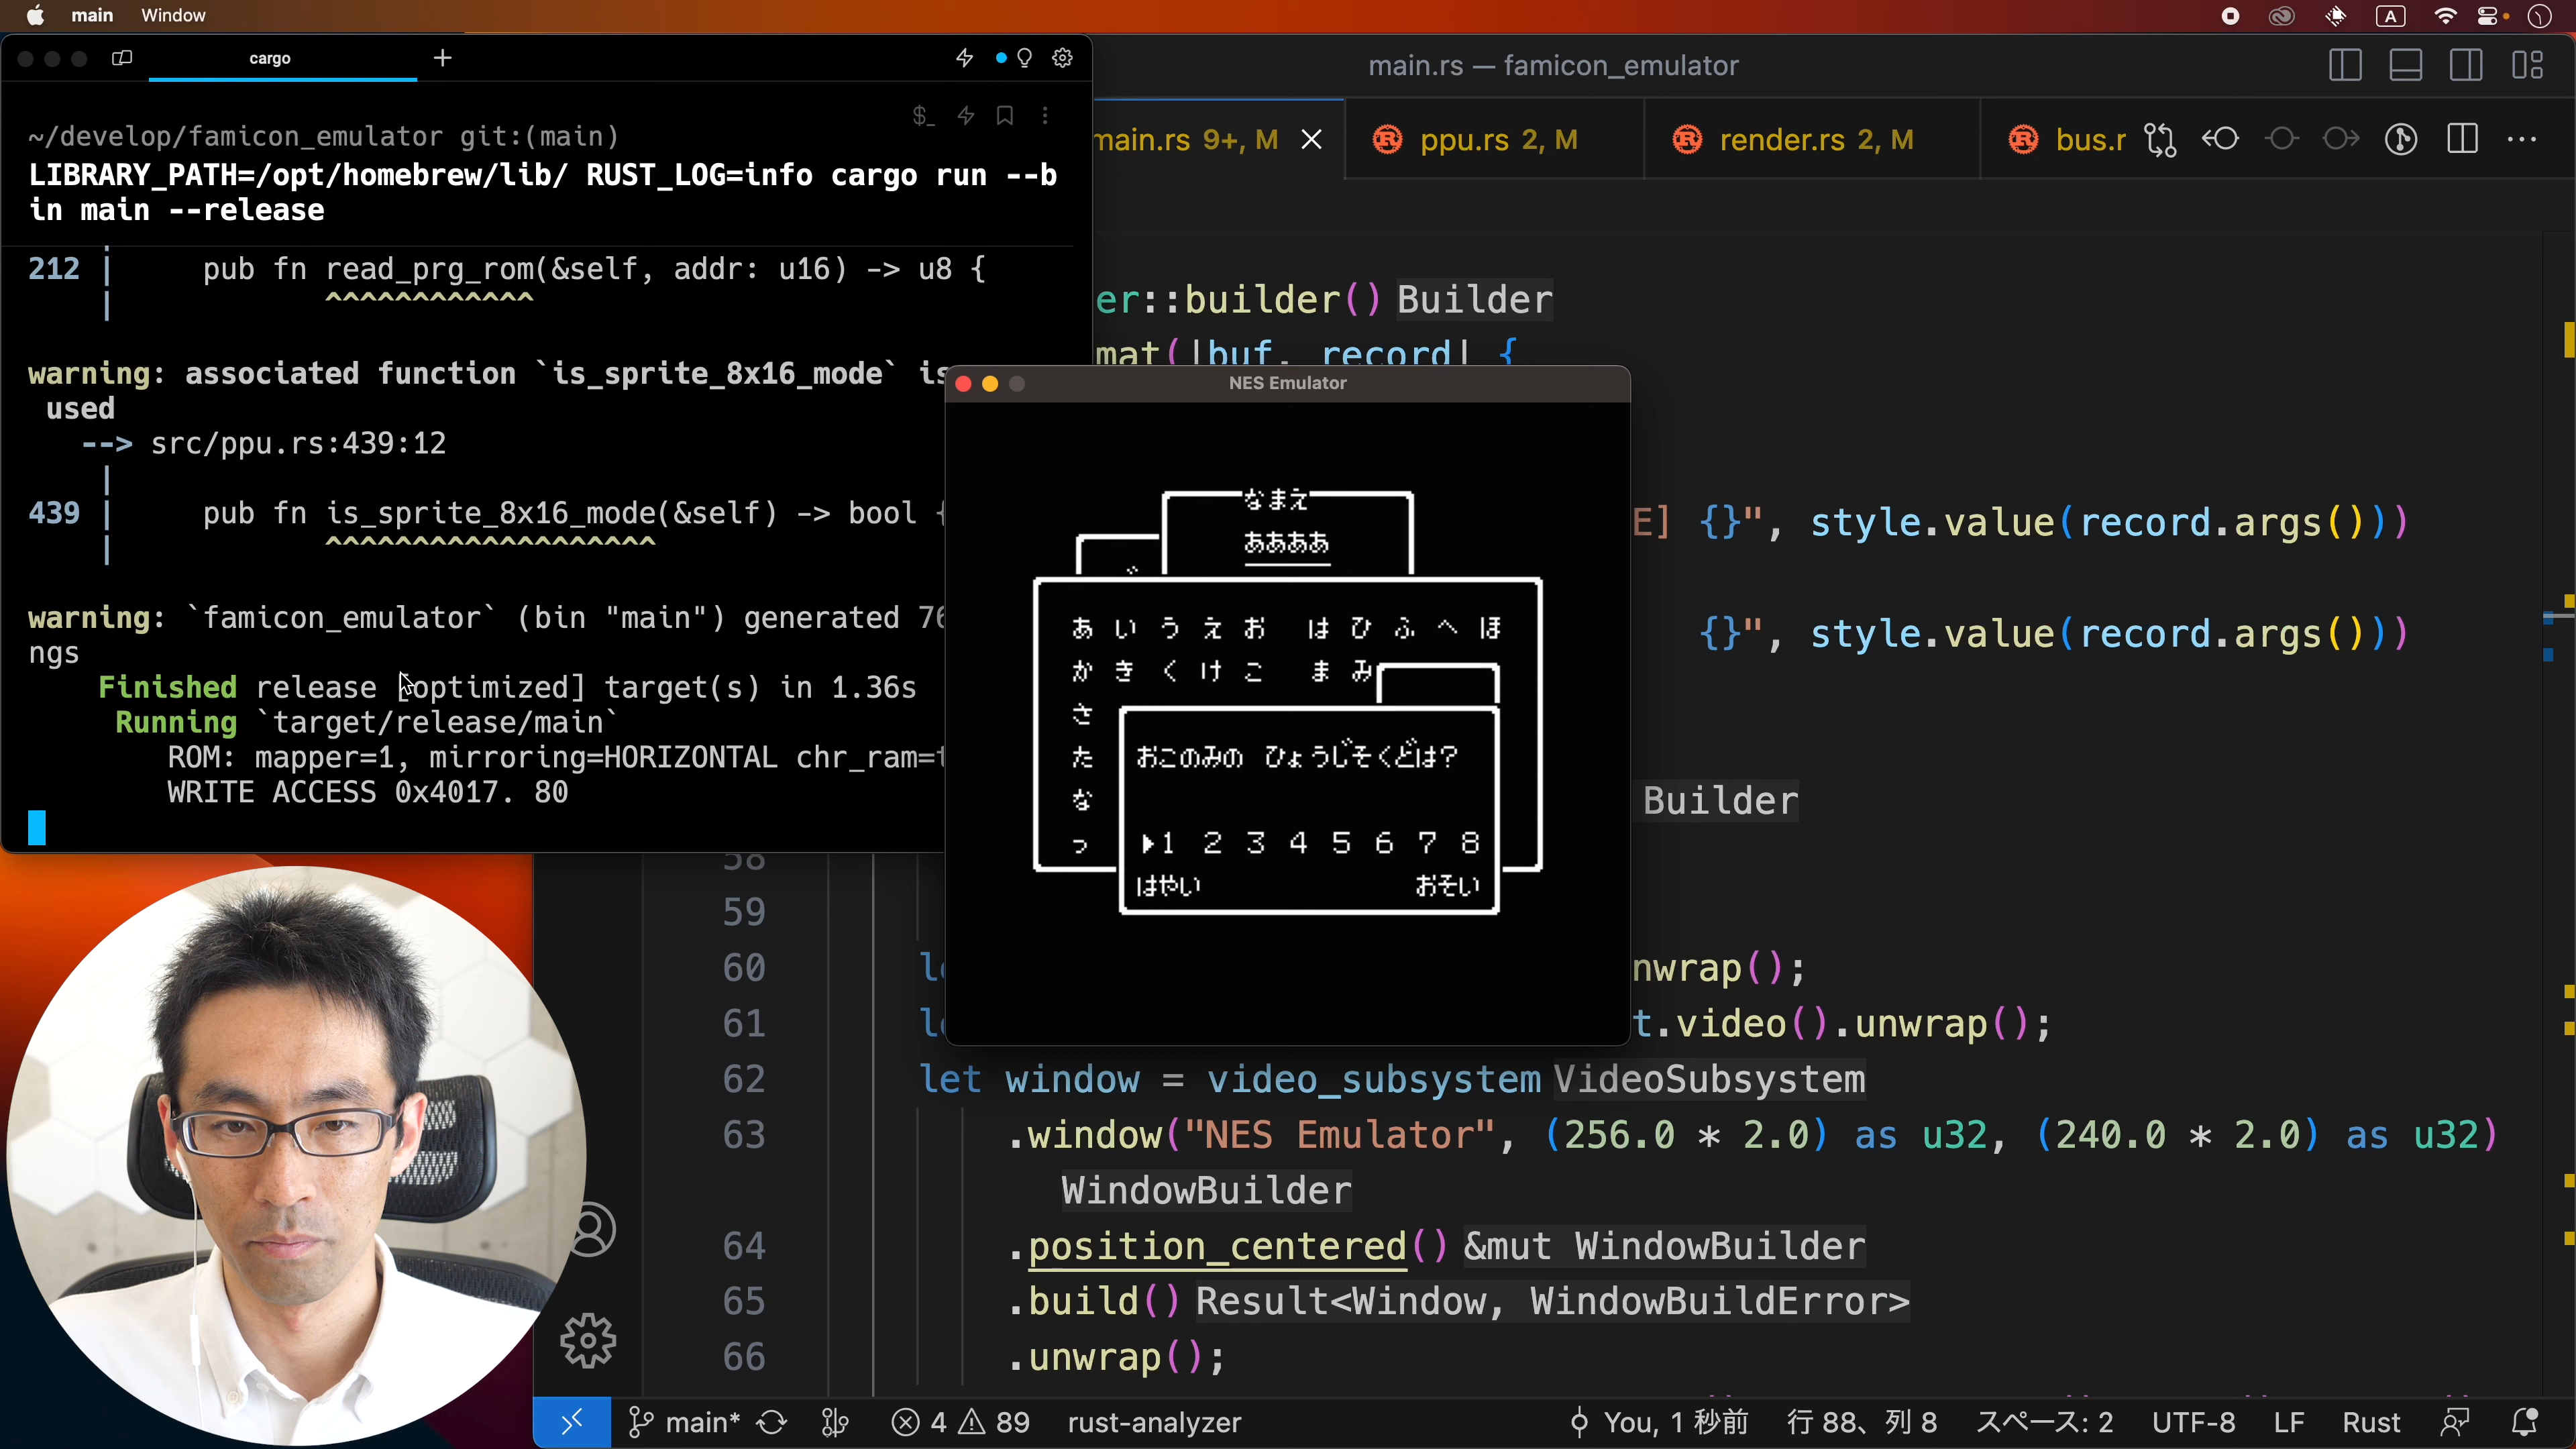 main Window
A
cargo
~/develop/famicon_emulator git:(main)
LIBRARY_PATH=/opt/homebrew/lib/ RUST_LOG=info cargo run --b
in main --release
212 | pub fn read_prg_rom(&self, addr: u16) -> u8 {
^^^^^^^^^^^^
warning: associated function `is_sprite_8x16_mode` is
used
--> src/ppu.rs:439:12
439 | pub fn is_sprite_8x16_mode(&self) -> bool {
^^^^^^^^^^^^^^^^^^^
warning: `famicon_emulator` (bin "main") generated 76
ngs
Finished release [optimized] target(s) in 1.36s
Running `target/release/main`
ROM: mapper=1, mirroring=HORIZONTAL chr_ram=
WRITE ACCESS 0x4017. 80
main.rs — famicon_emulator
main.rs 9+, M
ppu.rs 2, M
render.rs 2, M
bus.r
er::builder() Builder
mat(|buf, record| {
E] {}", style.value(record.args()))
{}", style.value(record.args()))
Builder
NES Emulator
なまえ
ああああ
あ い う え お は ひ ふ へ ほ
か き く け こ ま み
さ
た
な
っ
おこのみの ひょうじそくどは?
▶1 2 3 4 5 6 7 8
はやい おそい
58
59
60
nwrap();
61
t.video().unwrap();
62 let window = video_subsystem VideoSubsystem
63 .window("NES Emulator", (256.0 * 2.0) as u32, (240.0 * 2.0) as u32)
WindowBuilder
64 .position_centered() &mut WindowBuilder
65 .build() Result<Window, WindowBuildError>
66 .unwrap();
main* 4 89 rust-analyzer You, 1 秒前 行 88、列 8 スペース: 2 UTF-8 LF Rust